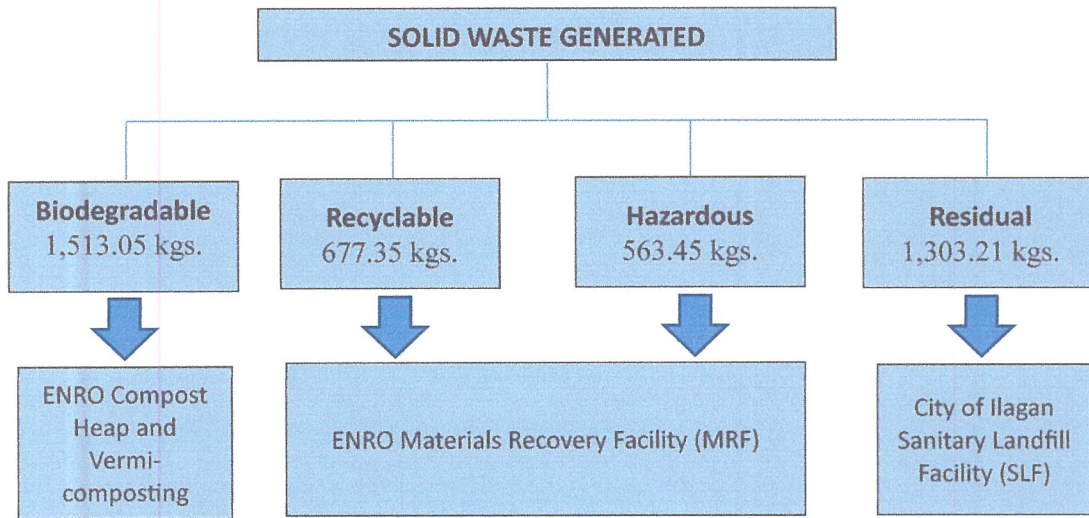 SOLID WASTE GENERATED
Biodegradable
1,513.05 kgs.
Recyclable
677.35 kgs.
Hazardous
563.45 kgs.
Residual
1,303.21 kgs.
ENRO Compost
Heap and
Vermi-
composting
ENRO Materials Recovery Facility (MRF)
City of Ilagan
Sanitary Landfill
Facility (SLF)